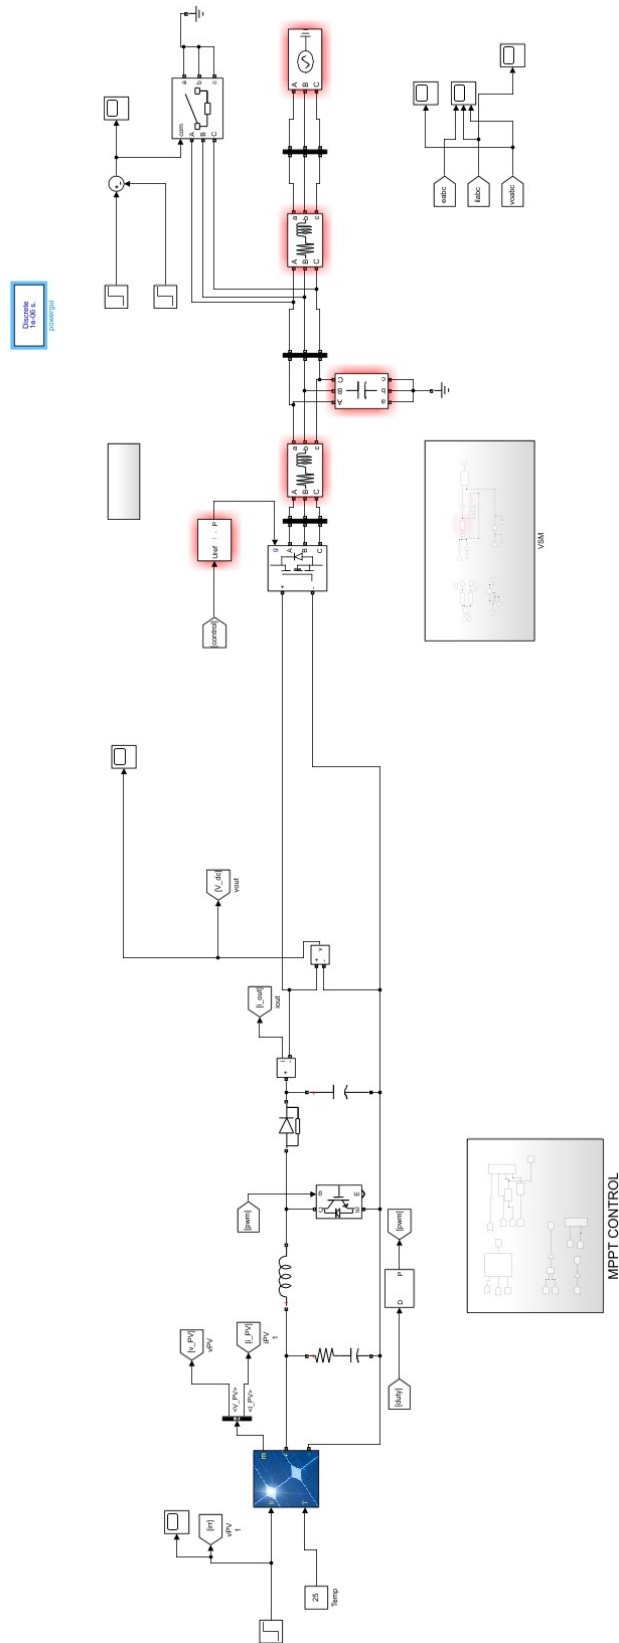 Discrete
1e-06 s.
powergui
com
a
b
c
A
B
C
+
-
A
B
C
a
b
c
A
B
C
C
B
A
c
b
a
a
b
c
A
B
C
eabc
ilabc
voabc
Uref
P
[control]
g
A
B
C
+
-
VSM
[V_dc]
vout
v
+
-
[i_out]
iout
i
+
-
[pwm]
[pwm]
D
P
[duty]
MPPT CONTROL
[v_PV]
vPV
[i_PV]
iPV
1
<V_PV>
<I_PV>
m
+
-
T
[irr]
vPV
1
25
Temp